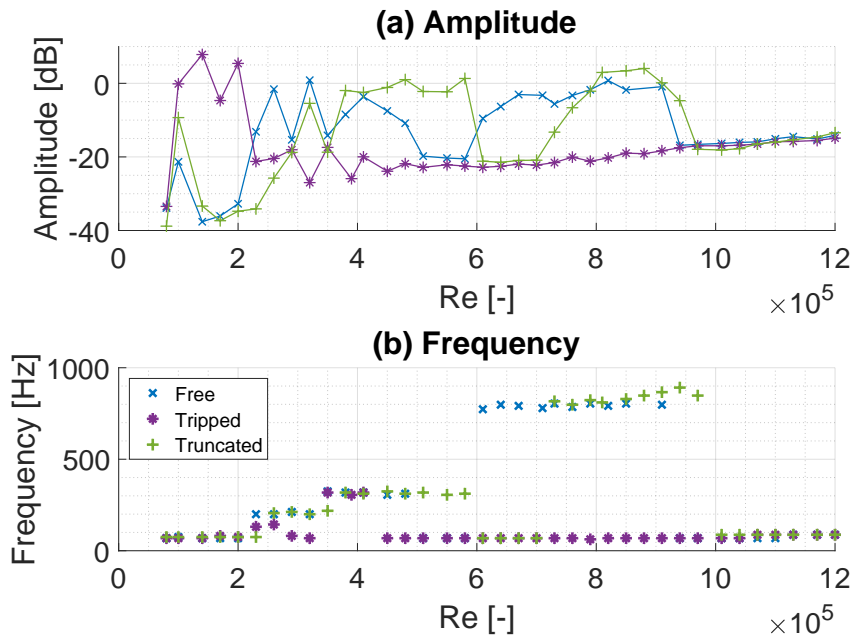 (a) Amplitude
Amplitude [dB]
0
-20
-40
0 2 4 6 8 10 12
Re [-]
×10^5
(b) Frequency
Frequency [Hz]
1000
500
0
Free
Tripped
Truncated
0 2 4 6 8 10 12
Re [-]
×10^5